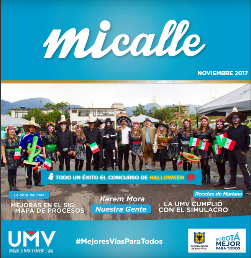 micalle
NOVIEMBRE 2017
TODO UN ÉXITO EL CONCURSO DE HALLOWEEN
MEJORAS EN EL SIG:
MAPA DE PROCESOS
Karem Mora
Nuestra Gente
Recetas de Mariana
LA UMV CUMPLIÓ
CON EL SIMULACRO
UMV
#MejoresVíasParaTodos
BOGOTÁ
MEJOR
PARA TODOS